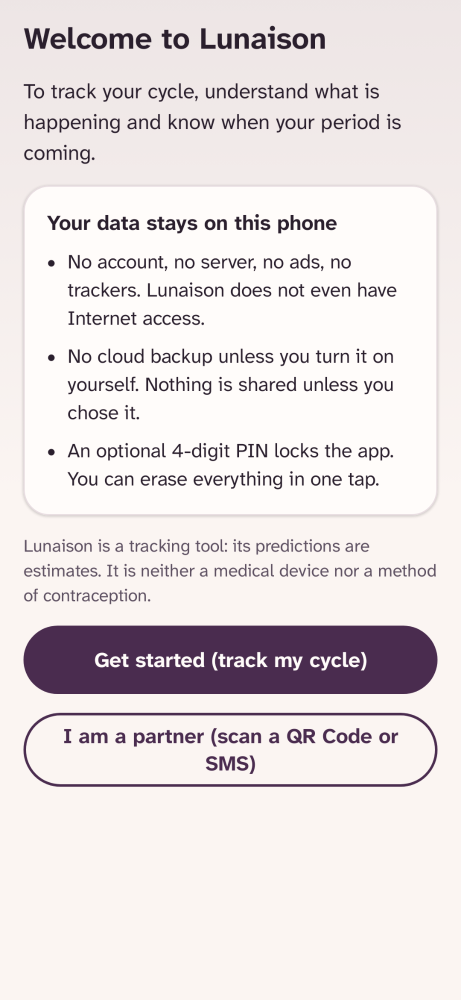 Welcome to Lunaison
To track your cycle, understand what is
happening and know when your period is
coming.
Your data stays on this phone
• No account, no server, no ads, no
trackers. Lunaison does not even have
Internet access.
• No cloud backup unless you turn it on
yourself. Nothing is shared unless you
chose it.
• An optional 4-digit PIN locks the app.
You can erase everything in one tap.
Lunaison is a tracking tool: its predictions are
estimates. It is neither a medical device nor a method
of contraception.
Get started (track my cycle)
I am a partner (scan a QR Code or
SMS)